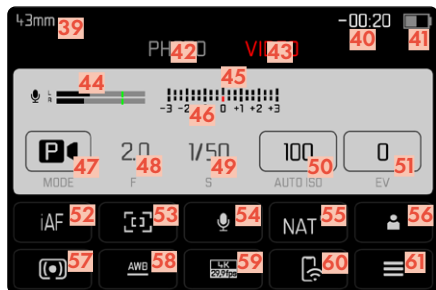 43mm 39 -00:20
40 41
PHOTO 42 VIDEO 43
44 45
L
R
-3 -2 46 0 +1 +2 +3
P 47 2.0 48 1/50 49 100 50 0 51
MODE F S AUTO ISO EV
iAF 52 53 54 NAT 55 56
57 AWB 58 4K 29,9fps 59 60 61